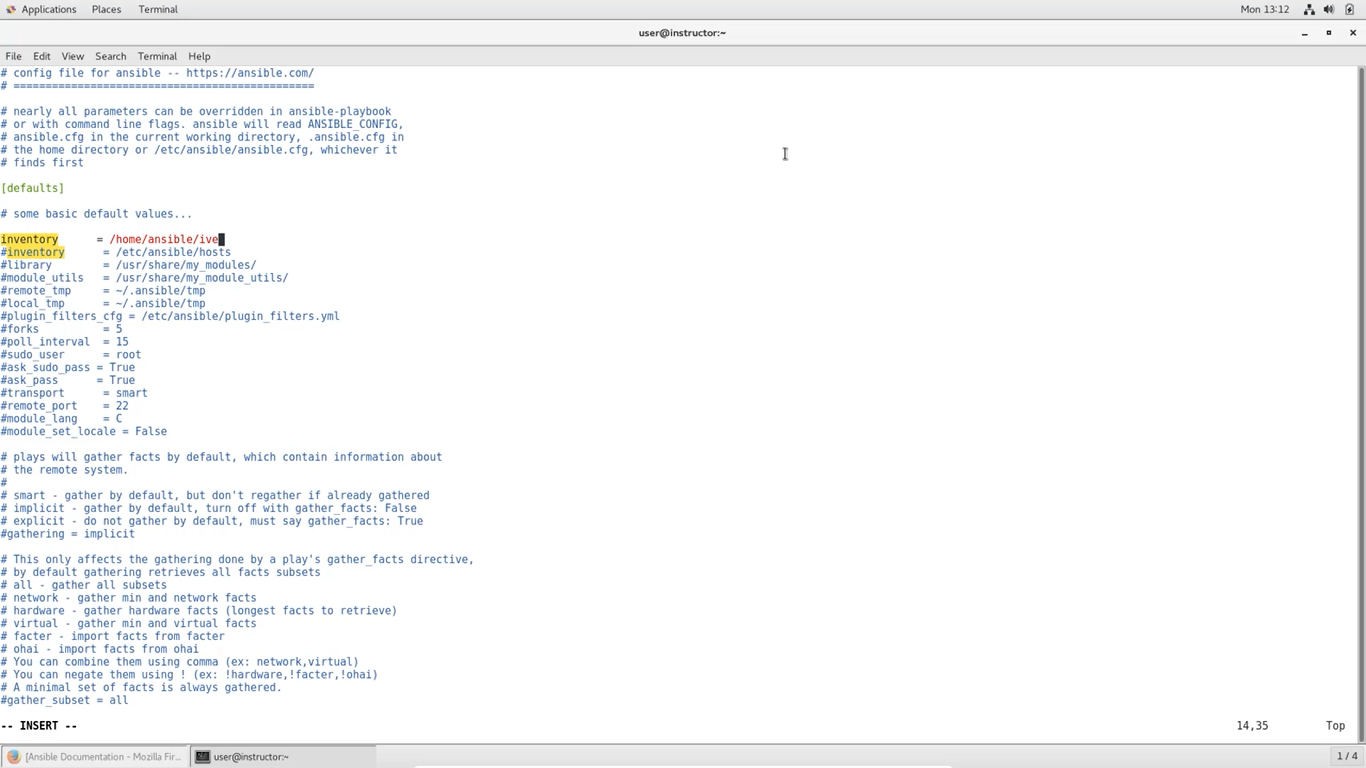 Applications Places Terminal Mon 13:12
user@instructor:~
File Edit View Search Terminal Help
# config file for ansible -- https://ansible.com/
# ===============================================
# nearly all parameters can be overridden in ansible-playbook
# or with command line flags. ansible will read ANSIBLE_CONFIG,
# ansible.cfg in the current working directory, .ansible.cfg in
# the home directory or /etc/ansible/ansible.cfg, whichever it
# finds first
[defaults]
# some basic default values...
inventory      = /home/ansible/ive
#inventory      = /etc/ansible/hosts
#library        = /usr/share/my_modules/
#module_utils   = /usr/share/my_module_utils/
#remote_tmp     = ~/.ansible/tmp
#local_tmp      = ~/.ansible/tmp
#plugin_filters_cfg = /etc/ansible/plugin_filters.yml
#forks          = 5
#poll_interval  = 15
#sudo_user      = root
#ask_sudo_pass = True
#ask_pass      = True
#transport      = smart
#remote_port    = 22
#module_lang    = C
#module_set_locale = False
# plays will gather facts by default, which contain information about
# the remote system.
#
# smart - gather by default, but don't regather if already gathered
# implicit - gather by default, turn off with gather_facts: False
# explicit - do not gather by default, must say gather_facts: True
#gathering = implicit
# This only affects the gathering done by a play's gather_facts directive,
# by default gathering retrieves all facts subsets
# all - gather all subsets
# network - gather min and network facts
# hardware - gather hardware facts (longest facts to retrieve)
# virtual - gather min and virtual facts
# facter - import facts from facter
# ohai - import facts from ohai
# You can combine them using comma (ex: network,virtual)
# You can negate them using ! (ex: !hardware,!facter,!ohai)
# A minimal set of facts is always gathered.
#gather_subset = all
-- INSERT -- 14,35 Top
[Ansible Documentation - Mozilla Fir... user@instructor:~ 1 / 4